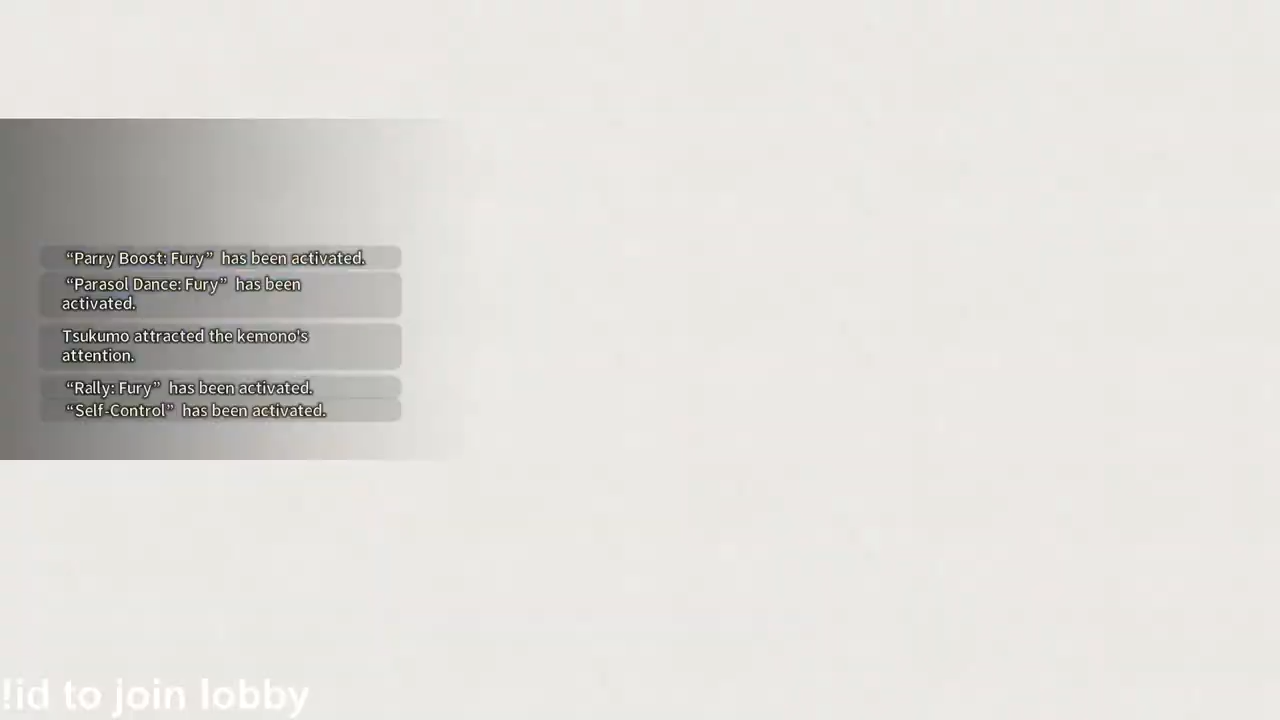 “Parry Boost: Fury” has been activated.
“Parasol Dance: Fury” has been
activated.
Tsukumo attracted the kemono's
attention.
“Rally: Fury” has been activated.
“Self-Control” has been activated.
!id to join lobby